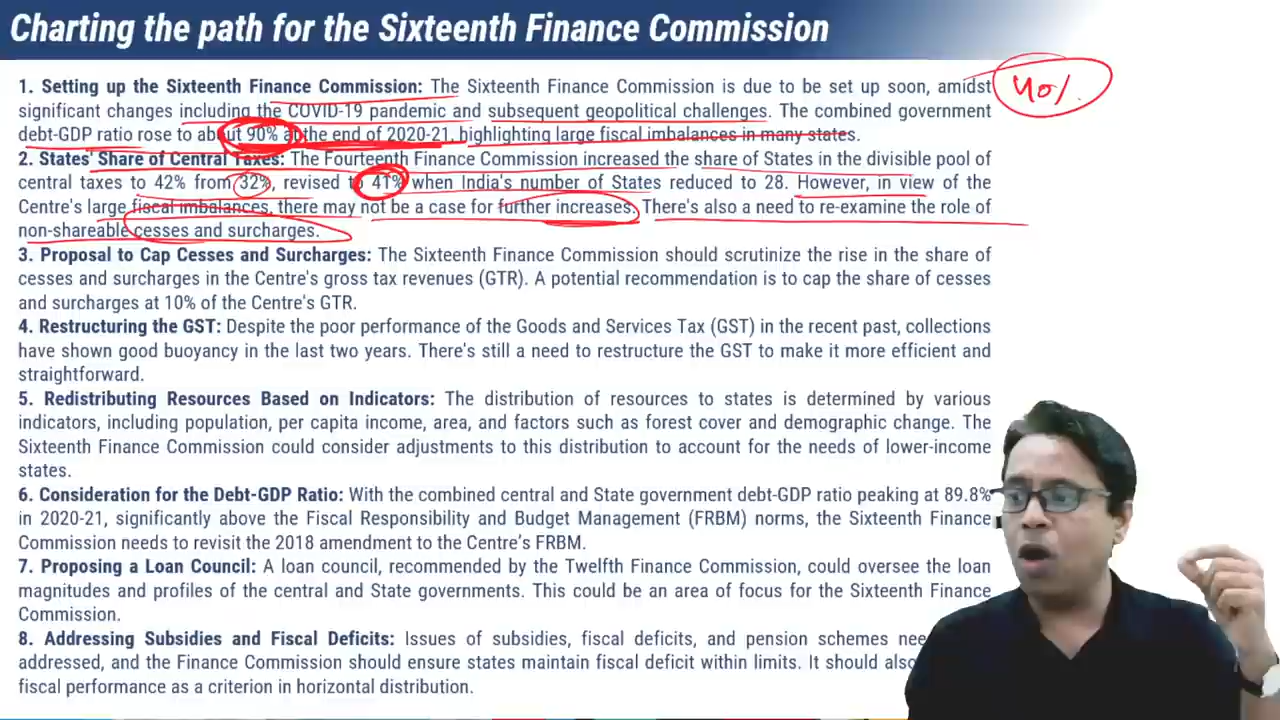 Charting the path for the Sixteenth Finance Commission
40%
1. Setting up the Sixteenth Finance Commission: The Sixteenth Finance Commission is due to be set up soon, amidst
significant changes including the COVID-19 pandemic and subsequent geopolitical challenges. The combined government
debt-GDP ratio rose to about 90% at the end of 2020-21, highlighting large fiscal imbalances in many states.
2. States' Share of Central Taxes: The Fourteenth Finance Commission increased the share of States in the divisible pool of
central taxes to 42% from 32%, revised to 41% when India's number of States reduced to 28. However, in view of the
Centre's large fiscal imbalances, there may not be a case for further increases. There's also a need to re-examine the role of
non-shareable cesses and surcharges.
3. Proposal to Cap Cesses and Surcharges: The Sixteenth Finance Commission should scrutinize the rise in the share of
cesses and surcharges in the Centre's gross tax revenues (GTR). A potential recommendation is to cap the share of cesses
and surcharges at 10% of the Centre's GTR.
4. Restructuring the GST: Despite the poor performance of the Goods and Services Tax (GST) in the recent past, collections
have shown good buoyancy in the last two years. There's still a need to restructure the GST to make it more efficient and
straightforward.
5. Redistributing Resources Based on Indicators: The distribution of resources to states is determined by various
indicators, including population, per capita income, area, and factors such as forest cover and demographic change. The
Sixteenth Finance Commission could consider adjustments to this distribution to account for the needs of lower-income
states.
6. Consideration for the Debt-GDP Ratio: With the combined central and State government debt-GDP ratio peaking at 89.8%
in 2020-21, significantly above the Fiscal Responsibility and Budget Management (FRBM) norms, the Sixteenth Finance
Commission needs to revisit the 2018 amendment to the Centre’s FRBM.
7. Proposing a Loan Council: A loan council, recommended by the Twelfth Finance Commission, could oversee the loan
magnitudes and profiles of the central and State governments. This could be an area of focus for the Sixteenth Finance
Commission.
8. Addressing Subsidies and Fiscal Deficits: Issues of subsidies, fiscal deficits, and pension schemes
addressed, and the Finance Commission should ensure states maintain fiscal deficit within limits. It should also
fiscal performance as a criterion in horizontal distribution.